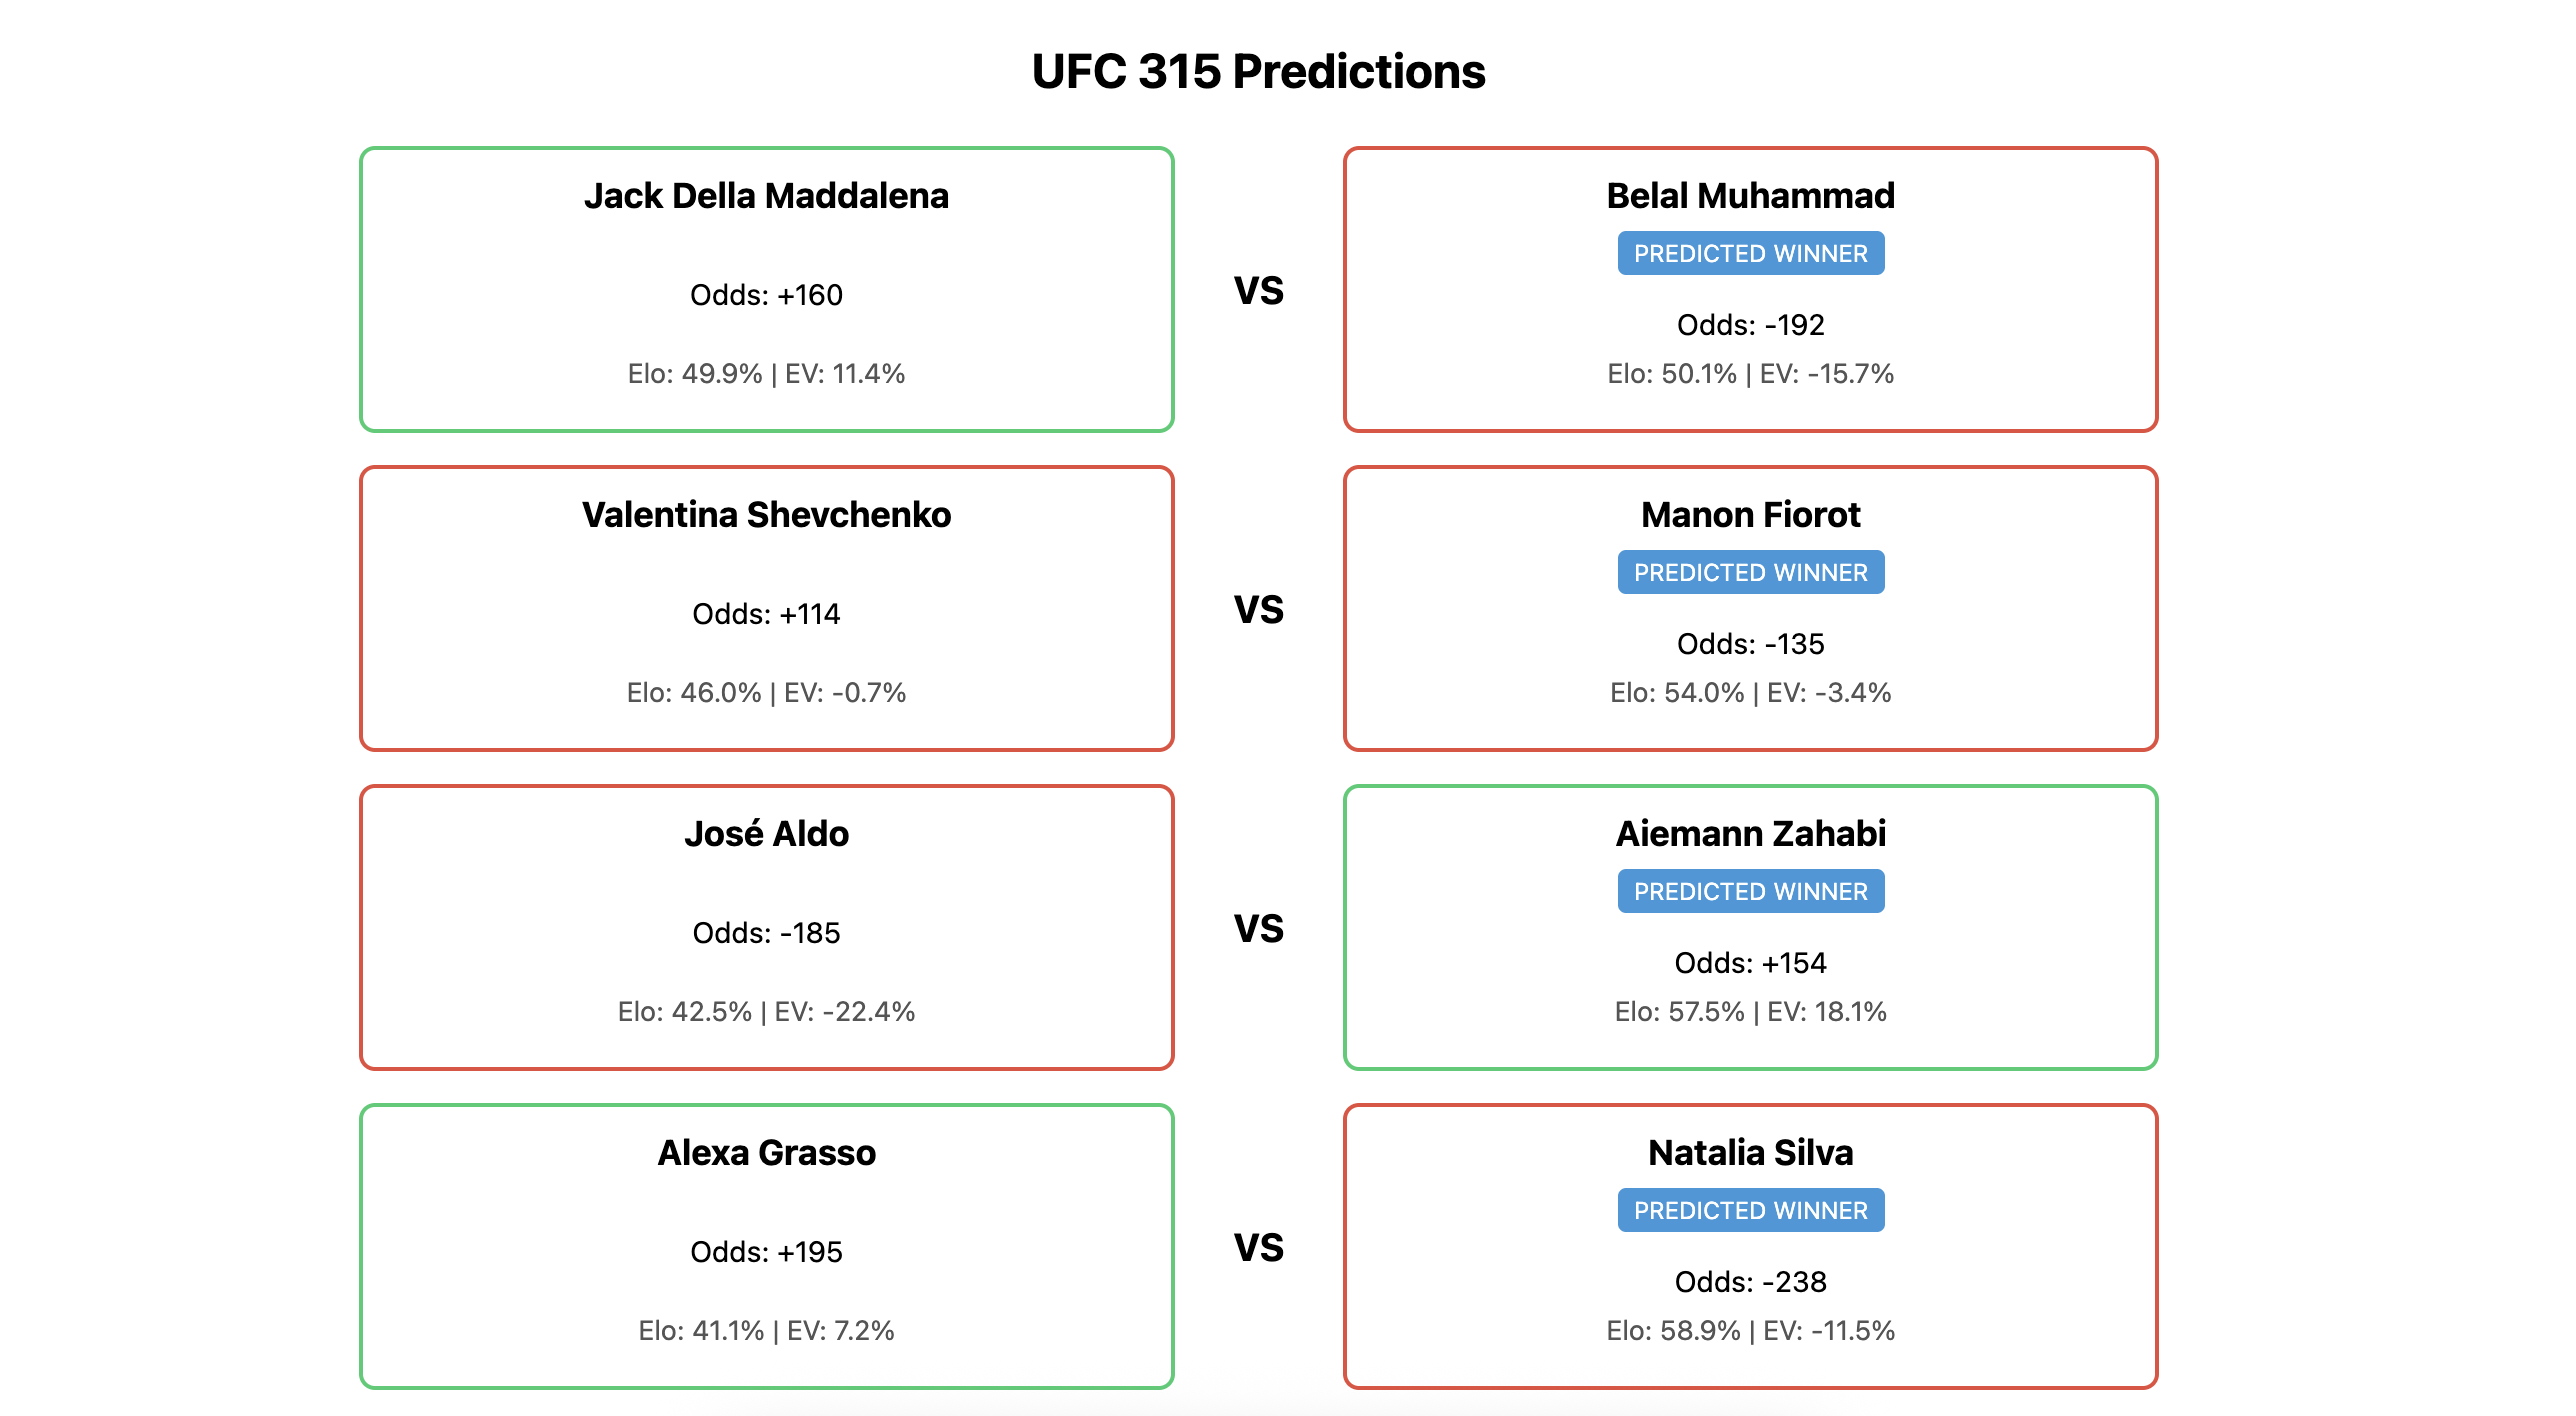 UFC 315 Predictions
Jack Della Maddalena
Odds: +160
Elo: 49.9% | EV: 11.4%
VS
Belal Muhammad
PREDICTED WINNER
Odds: -192
Elo: 50.1% | EV: -15.7%
Valentina Shevchenko
Odds: +114
Elo: 46.0% | EV: -0.7%
VS
Manon Fiorot
PREDICTED WINNER
Odds: -135
Elo: 54.0% | EV: -3.4%
José Aldo
Odds: -185
Elo: 42.5% | EV: -22.4%
VS
Aiemann Zahabi
PREDICTED WINNER
Odds: +154
Elo: 57.5% | EV: 18.1%
Alexa Grasso
Odds: +195
Elo: 41.1% | EV: 7.2%
VS
Natalia Silva
PREDICTED WINNER
Odds: -238
Elo: 58.9% | EV: -11.5%